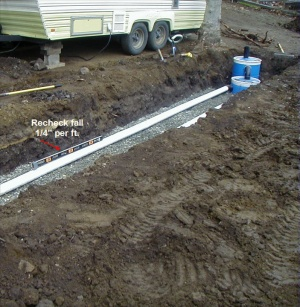 Recheck fall
1/4" per ft.